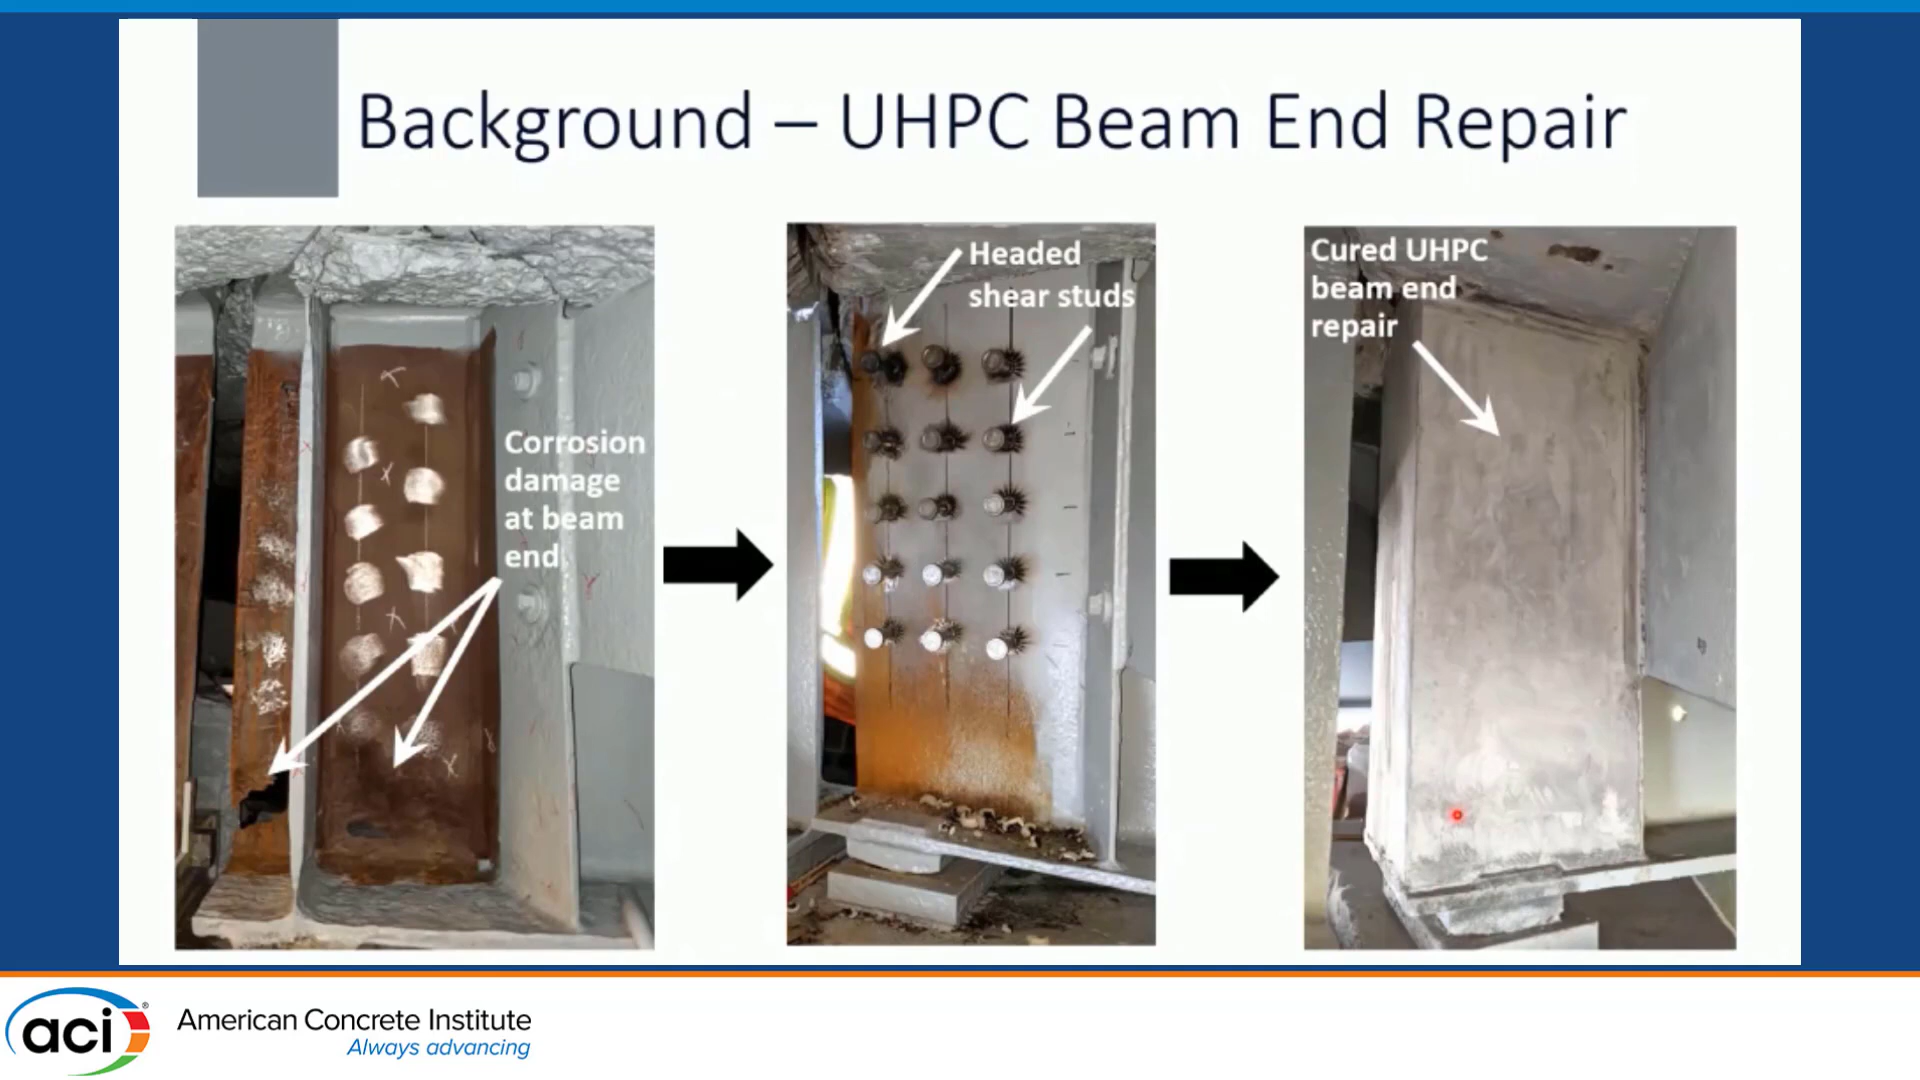 Background – UHPC Beam End Repair
Corrosion
damage
at beam
end
Headed
shear studs
Cured UHPC
beam end
repair
aci®
American Concrete Institute
Always advancing